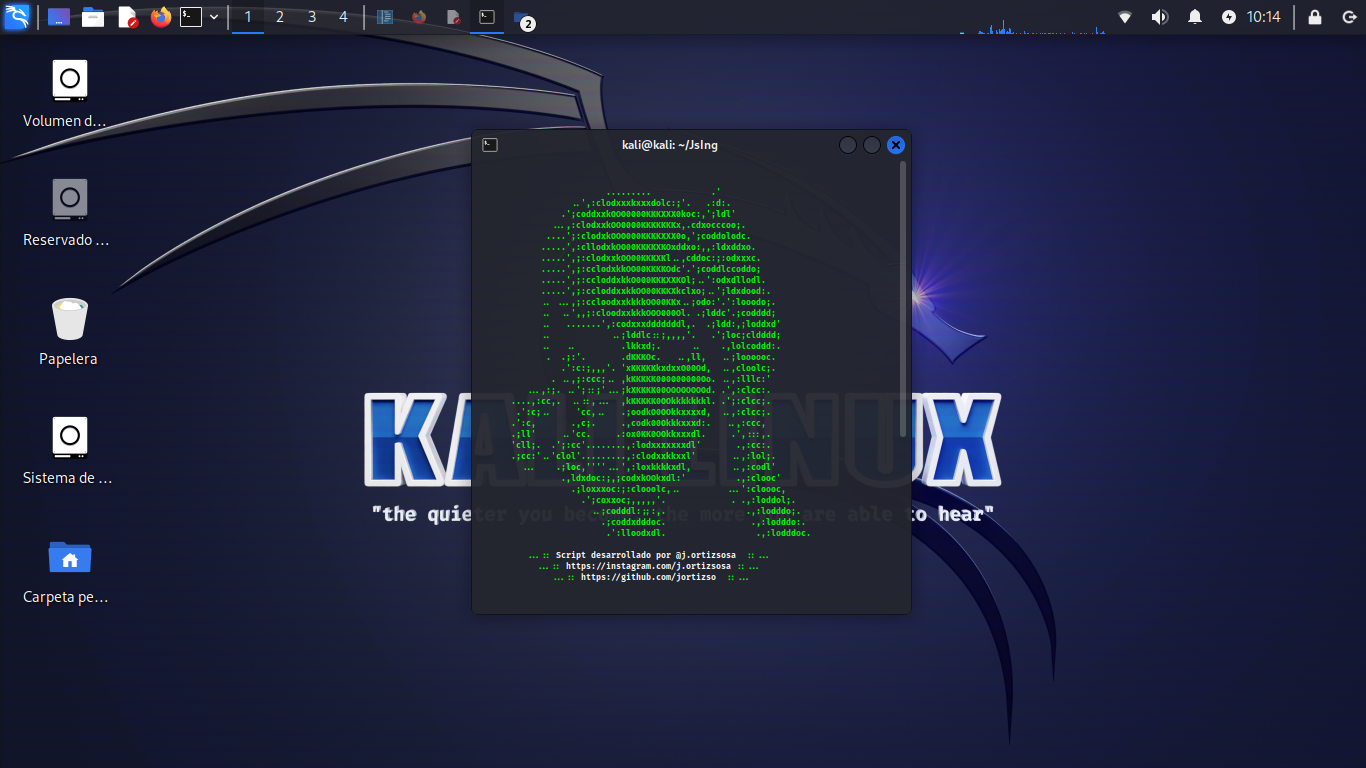 1 2 3 4
2
10:14
Volumen d...
Reservado ...
Papelera
Sistema de ...
Carpeta pe...
kali@kali: ~/JsIng
KALI LINUX
"the quieter you become, the more you are able to hear"
... :: Script desarrollado por @j.ortizsosa :: ...
... :: https://instagram.com/j.ortizsosa :: ...
... :: https://github.com/jortizso :: ...